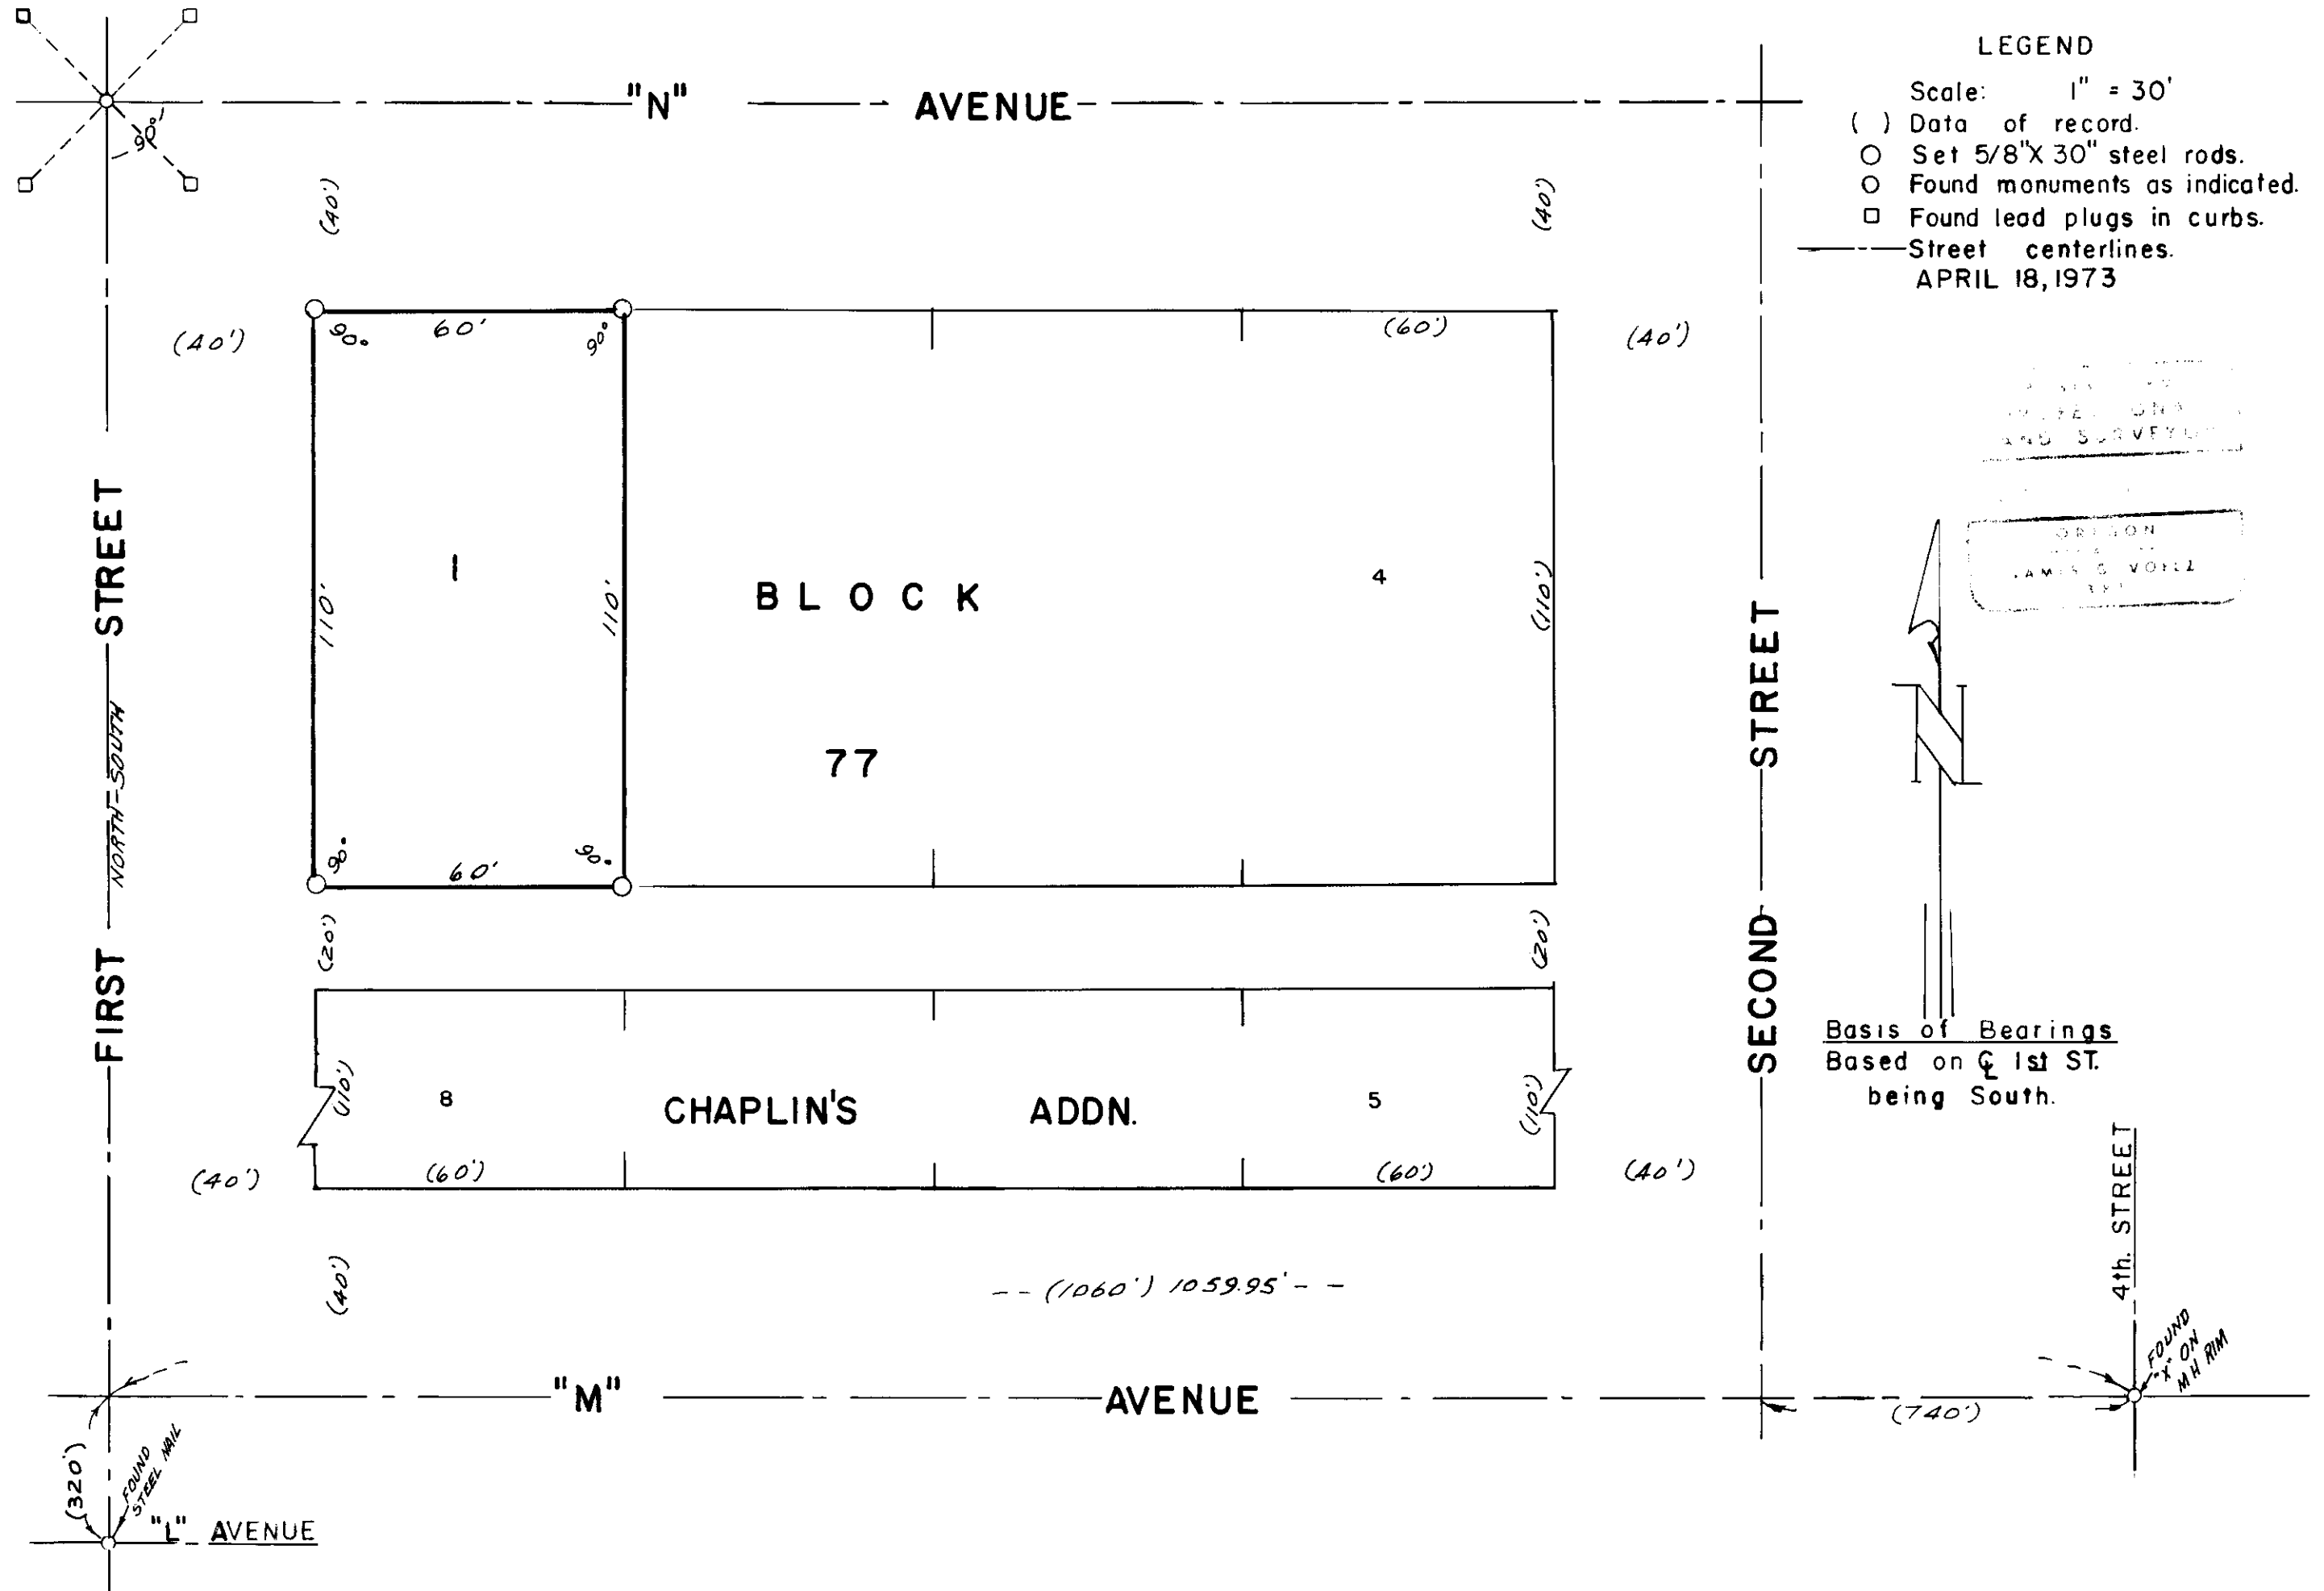 LEGEND
Scale: 1" = 30'
( ) Data of record.
Set 5/8"X 30" steel rods.
Found monuments as indicated.
Found lead plugs in curbs.
Street centerlines.
APRIL 18, 1973
"N" AVENUE
90°
(40') (40')
(40') 90° 60' 90° (60') (40')
FIRST STREET
NORTH-SOUTH
110' 1 110' BLOCK 4 (110')
77
90° 60' 90°
(20') (20')
SECOND STREET
ORIGON
N
Basis of Bearings
Based on ℄ 1st ST.
being South.
(110') 8 CHAPLIN'S ADDN. 5 (110')
(40') (60') (60') (40')
4th. STREET
(40')
-- (1060') 1059.95' --
FOUND
"X" ON
MH RIM
"M" AVENUE
(740')
(320')
FOUND
STEEL NAIL
"L" AVENUE